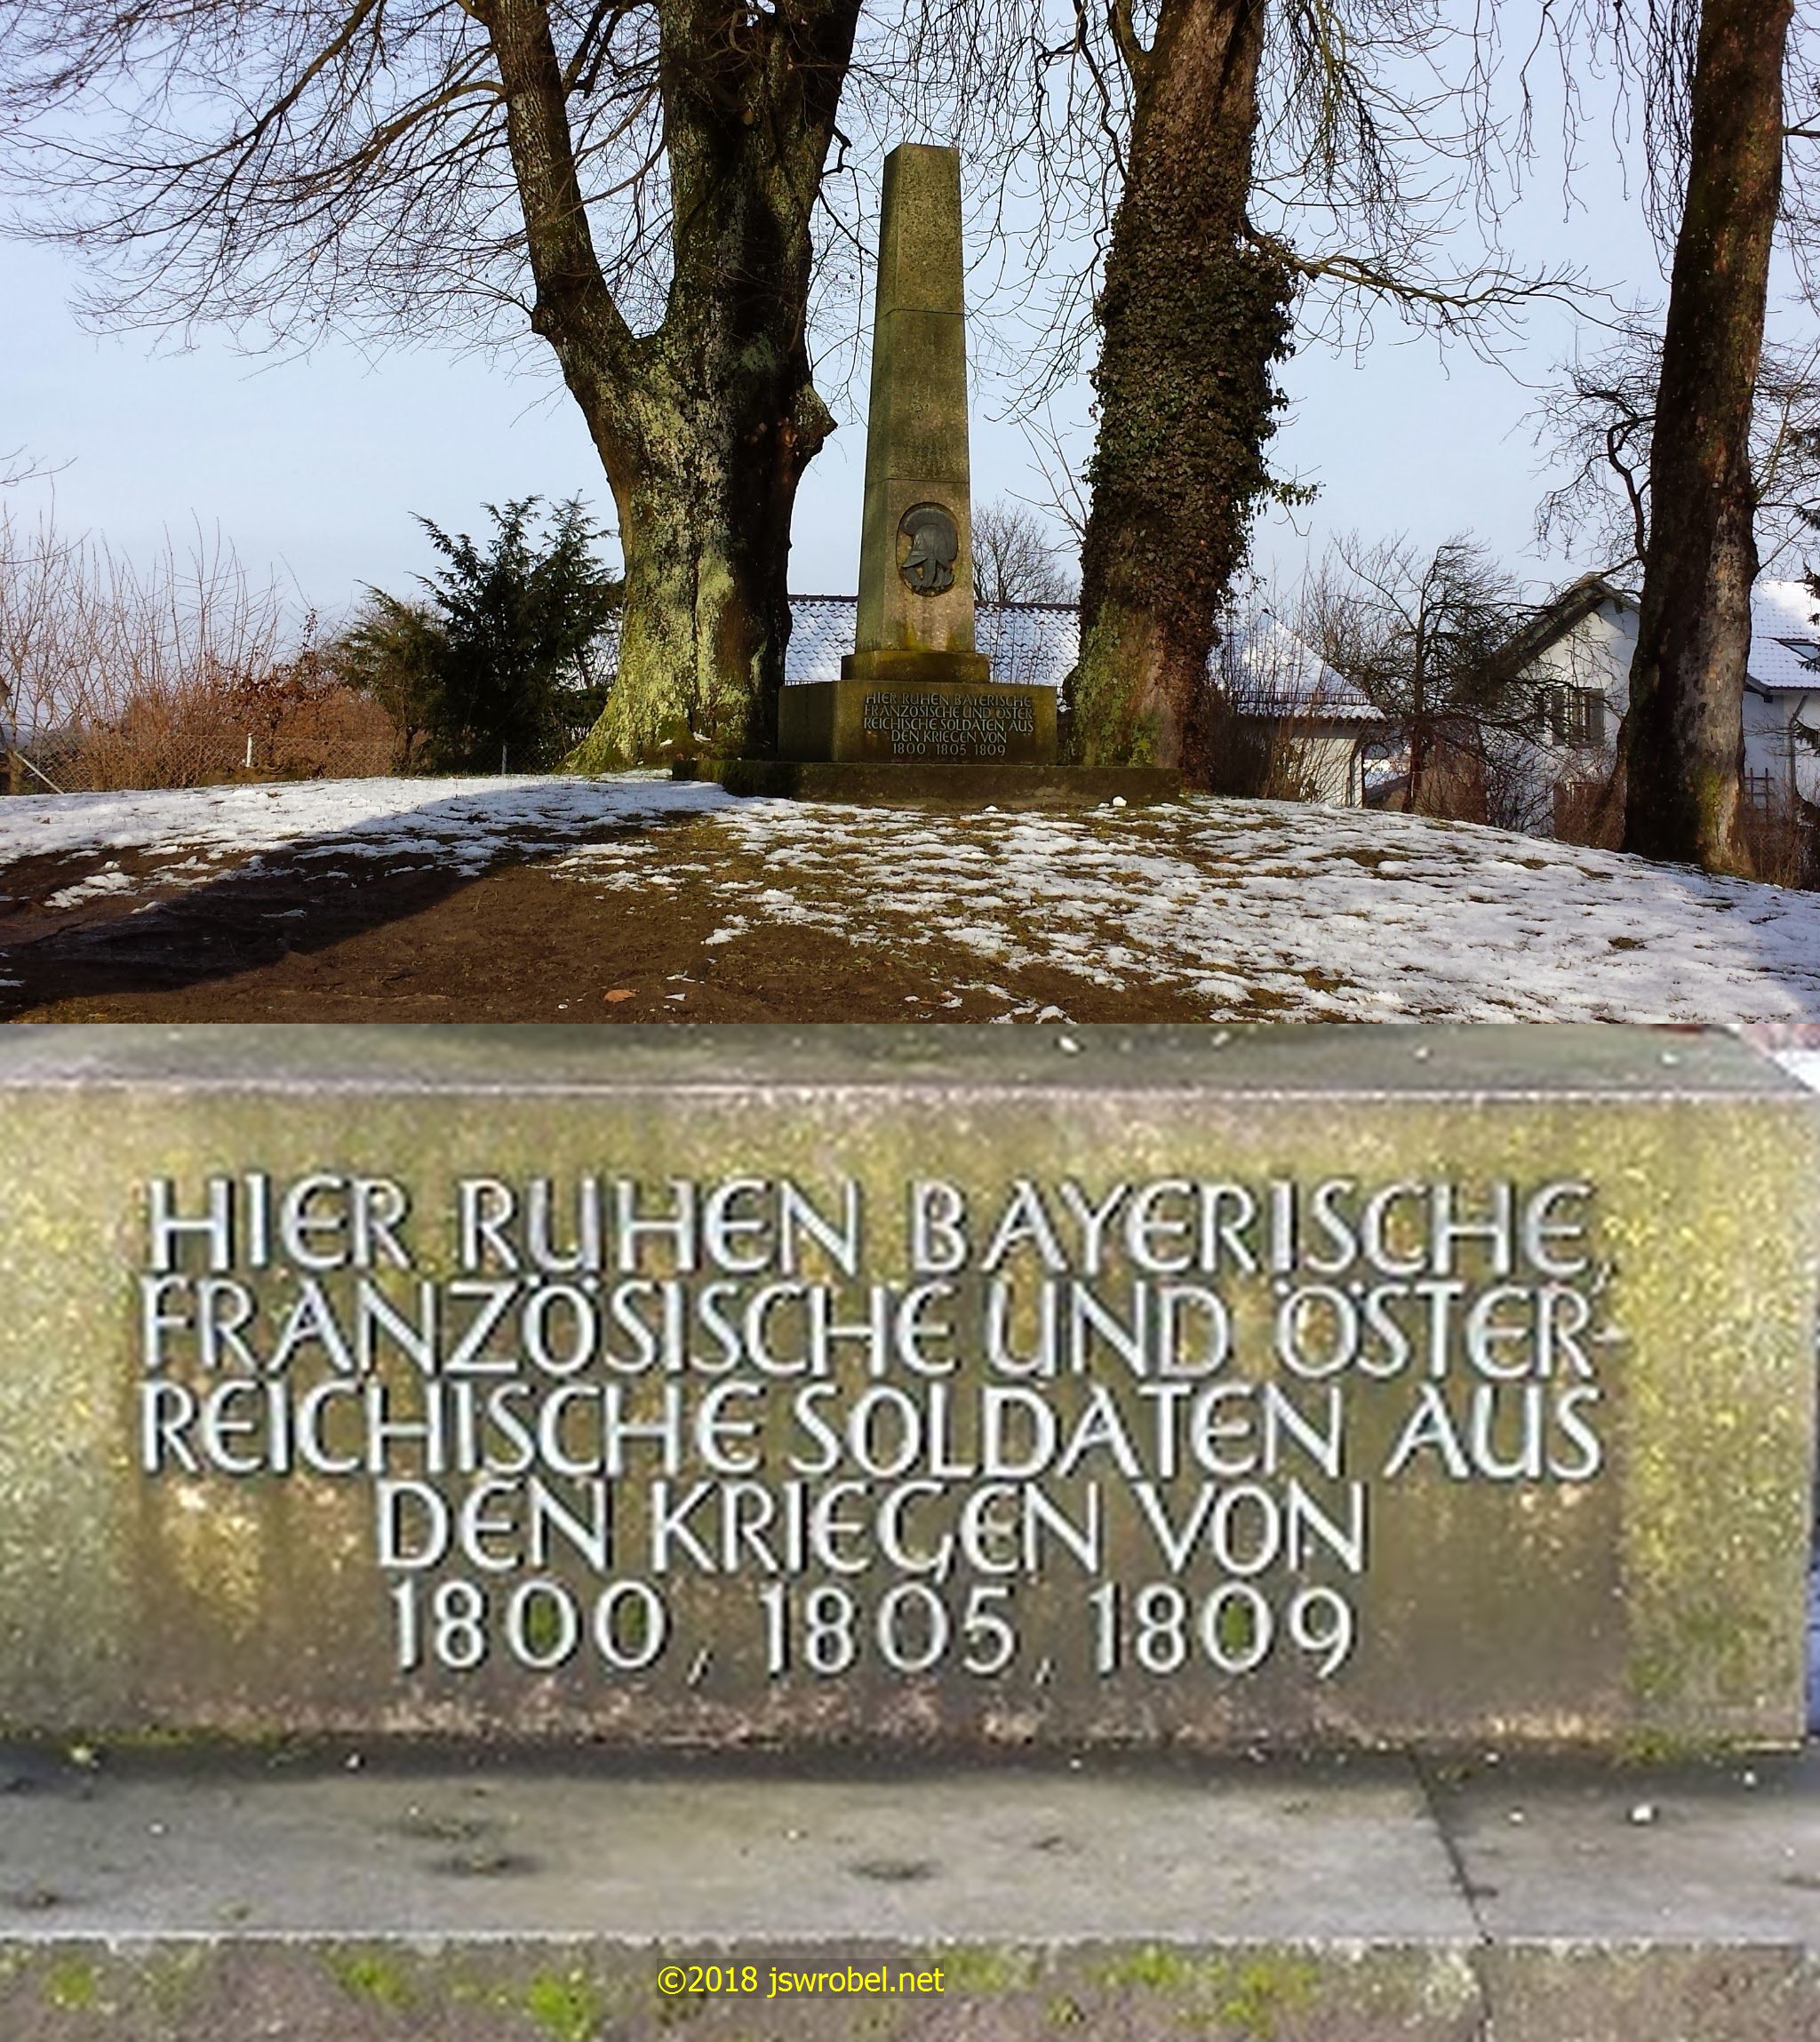 HIER RUHEN BAYERISCHE
FRANZÖSISCHE UND ÖSTER
REICHISCHE SOLDATEN AUS
DEN KRIEGEN VON
1800, 1805, 1809
HIER RUHEN BAYERISCHE,
FRANZÖSISCHE UND ÖSTER-
REICHISCHE SOLDATEN AUS
DEN KRIEGEN VON
1800, 1805, 1809
©2018 jswrobel.net